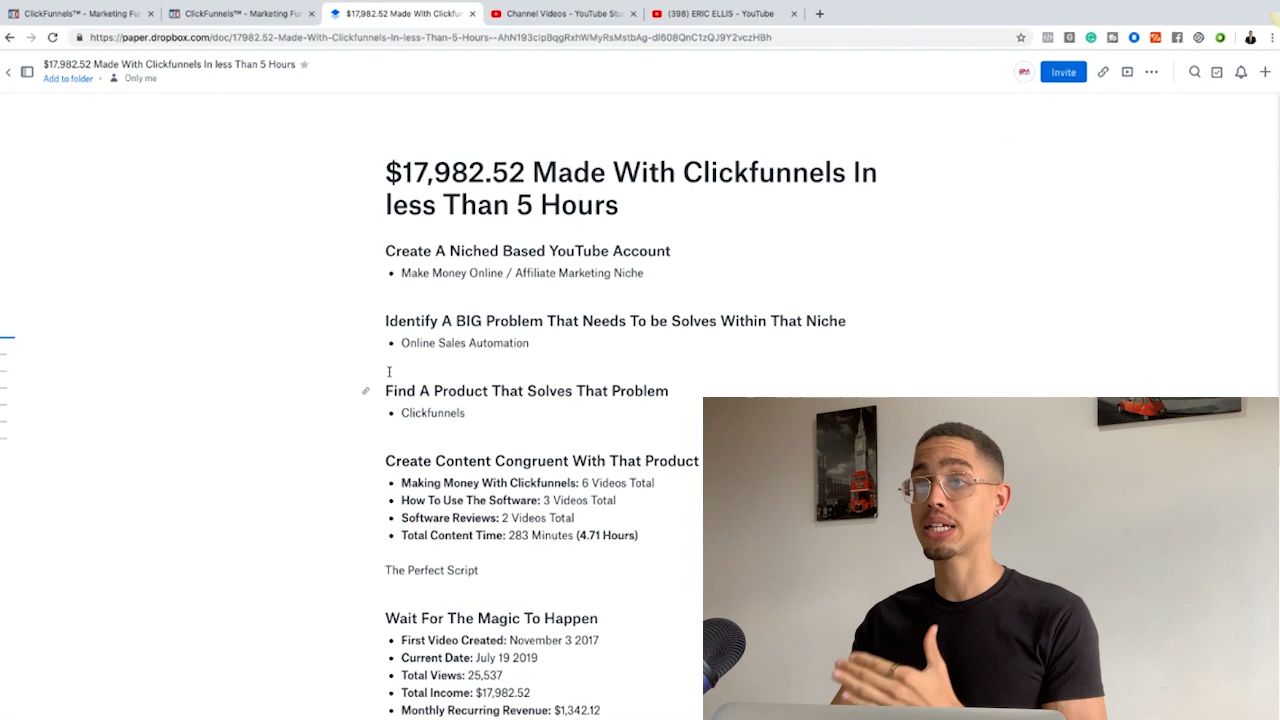 ClickFunnels™ - Marketing Fu
ClickFunnels™ - Marketing Fun
$17,982.52 Made With Clickfun
Channel Videos - YouTube Stu
(398) ERIC ELLIS - YouTube
https://paper.dropbox.com/doc/17982.52-Made-With-Clickfunnels-In-less-Than-5-Hours--
$17,982.52 Made With Clickfunnels In less Than 5 Hours
Add to folder
Only me
Invite
$17,982.52 Made With Clickfunnels In
less Than 5 Hours
Create A Niched Based YouTube Account
• Make Money Online / Affiliate Marketing Niche
Identify A BIG Problem That Needs To be Solves Within That Niche
• Online Sales Automation
Find A Product That Solves That Problem
• Clickfunnels
Create Content Congruent With That Product
• Making Money With Clickfunnels: 6 Videos Total
• How To Use The Software: 3 Videos Total
• Software Reviews: 2 Videos Total
• Total Content Time: 283 Minutes (4.71 Hours)
The Perfect Script
Wait For The Magic To Happen
• First Video Created: November 3 2017
• Current Date: July 19 2019
• Total Views: 25,537
• Total Income: $17,982.52
• Monthly Recurring Revenue: $1,342.12